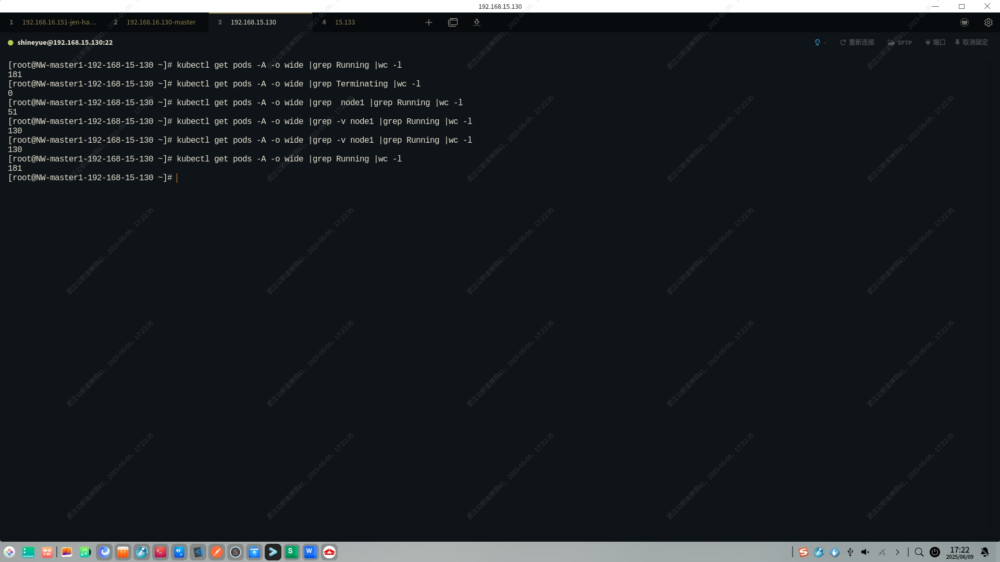 192.168.15.130
1 192.168.16.151-jen-ha... 2 192.168.16.130-master 3 192.168.15.130 4 15.133
shineyue@192.168.15.130:22 重新连接 SFTP 端口 取消固定
[root@NW-master1-192-168-15-130 ~]# kubectl get pods -A -o wide |grep Running |wc -l
181
[root@NW-master1-192-168-15-130 ~]# kubectl get pods -A -o wide |grep Terminating |wc -l
0
[root@NW-master1-192-168-15-130 ~]# kubectl get pods -A -o wide |grep  node1 |grep Running |wc -l
51
[root@NW-master1-192-168-15-130 ~]# kubectl get pods -A -o wide |grep -v node1 |grep Running |wc -l
130
[root@NW-master1-192-168-15-130 ~]# kubectl get pods -A -o wide |grep -v node1 |grep Running |wc -l
130
[root@NW-master1-192-168-15-130 ~]# kubectl get pods -A -o wide |grep Running |wc -l
181
[root@NW-master1-192-168-15-130 ~]#
17:22
2025/06/09